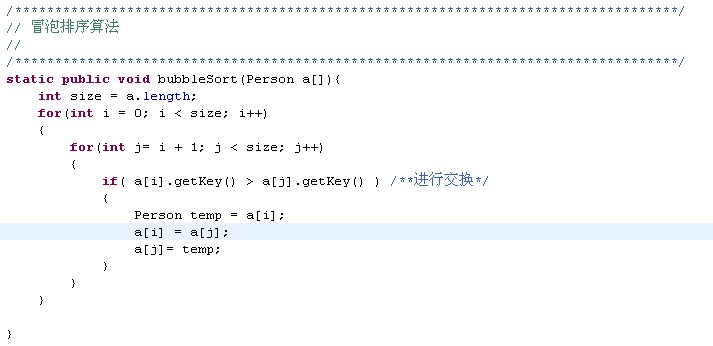 /**********************************************************************************/
// 冒泡排序算法
//
/**********************************************************************************/
static public void bubbleSort(Person a[]){
int size = a.length;
for(int i = 0; i < size; i++)
{
for(int j= i + 1; j < size; j++)
{
if( a[i].getKey() > a[j].getKey() ) /**进行交换*/
{
Person temp = a[i];
a[i] = a[j];
a[j]= temp;
}
}
}
}